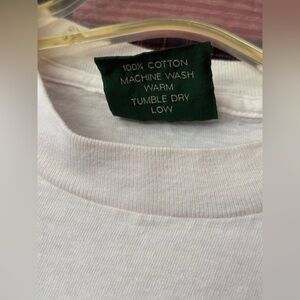 100% COTTON
MACHINE WASH
WARM
TUMBLE DRY
LOW